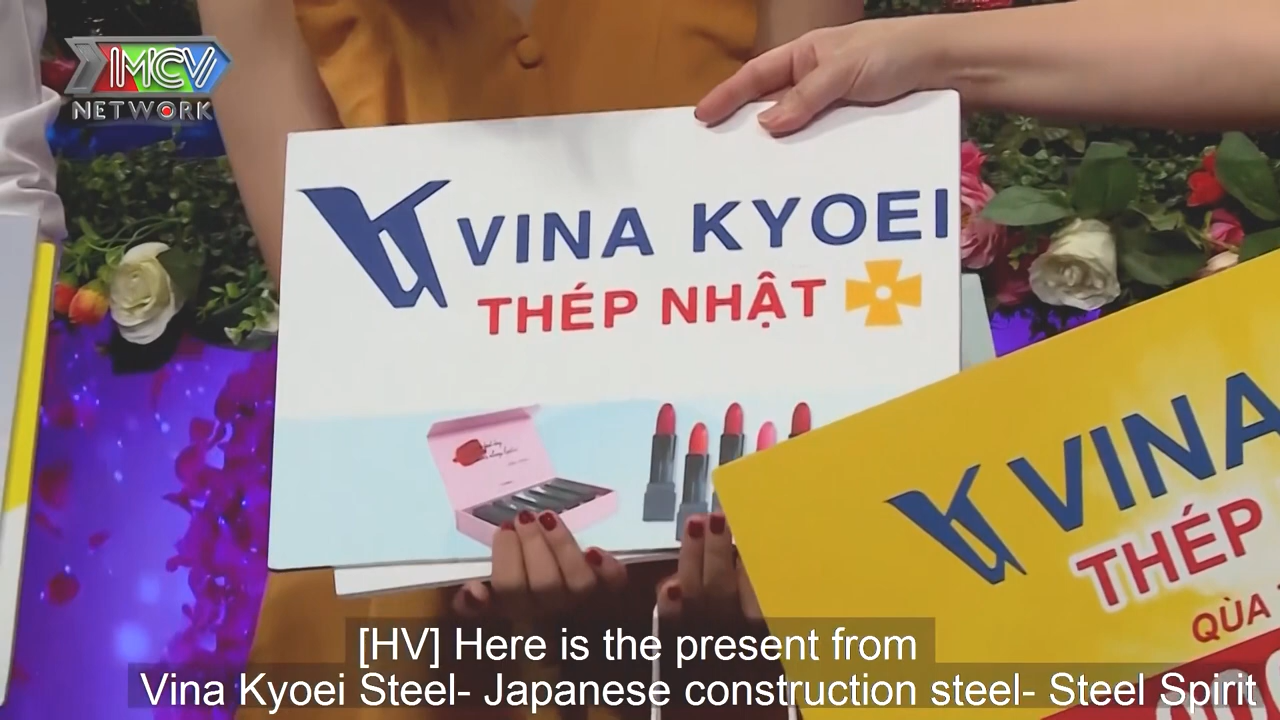 MCV
NETWORK
VINA KYOEI
THÉP NHẬT
VINA
THÉP
QÙA
[HV] Here is the present from
Vina Kyoei Steel- Japanese construction steel- Steel Spirit